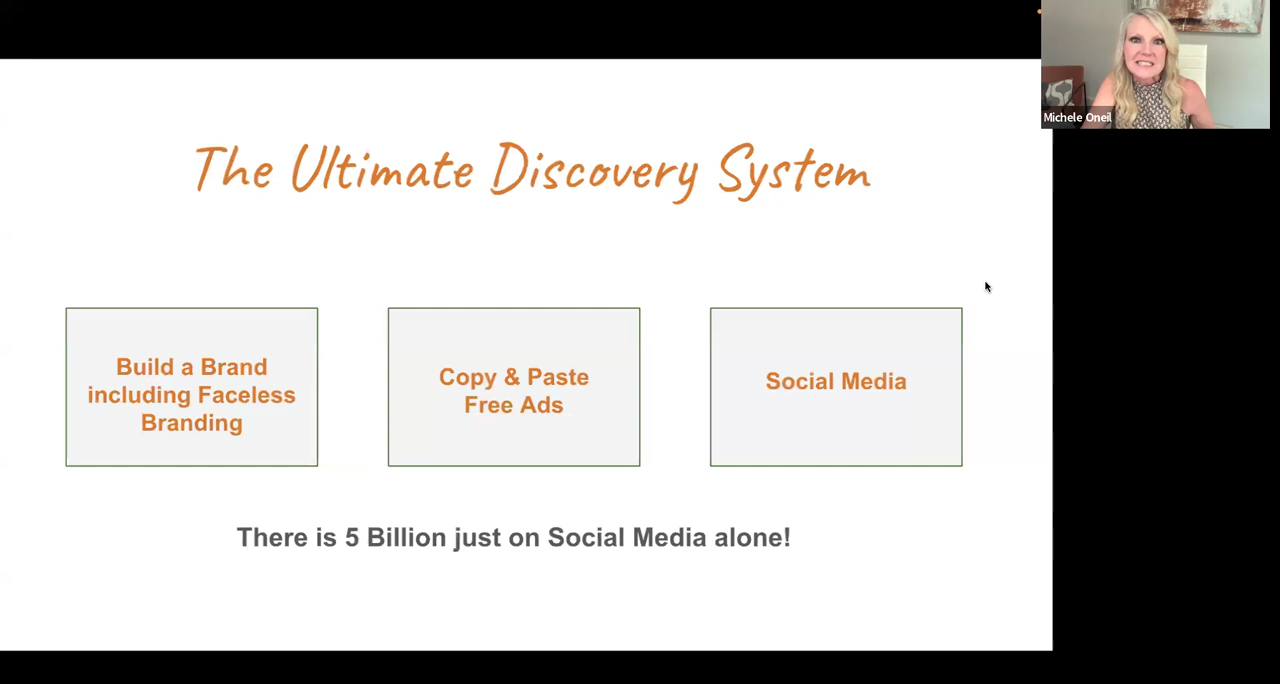 The Ultimate Discovery System
Build a Brand
including Faceless
Branding
Copy & Paste
Free Ads
Social Media
There is 5 Billion just on Social Media alone!
Michele Oneil